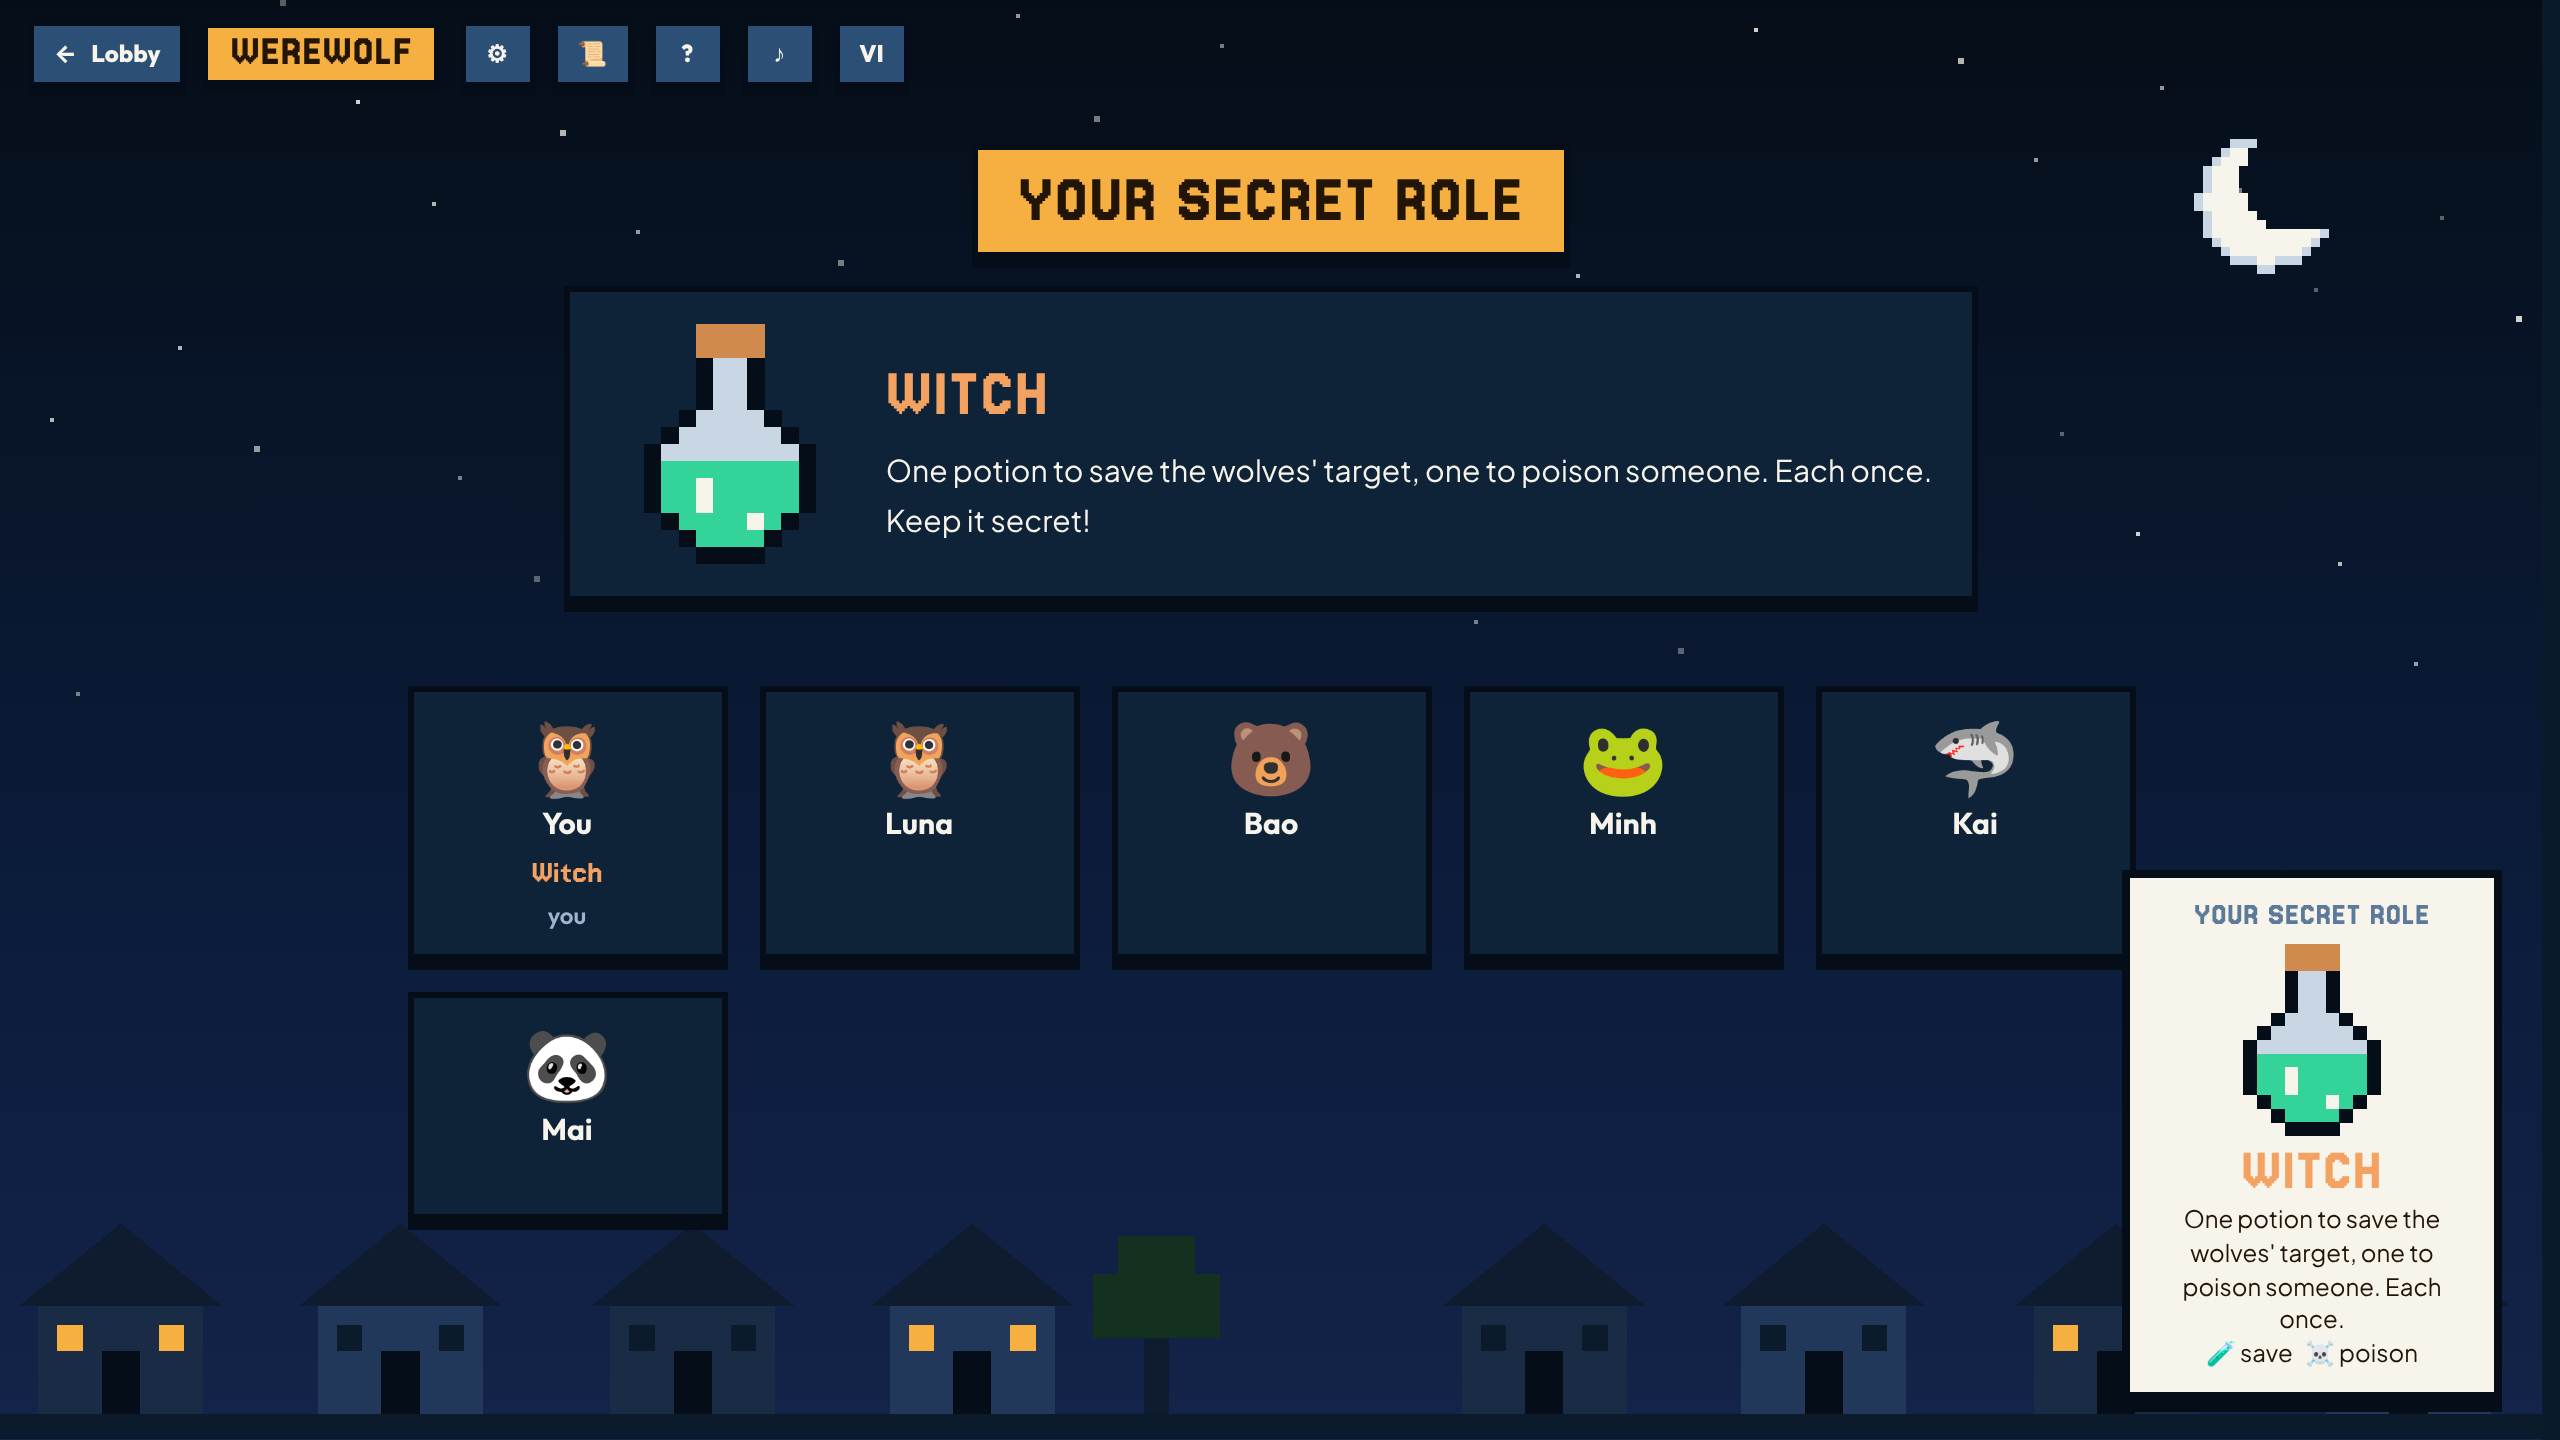 ← Lobby
WEREWOLF
?
♪
VI
YOUR SECRET ROLE
WITCH
One potion to save the wolves' target, one to poison someone. Each once.
Keep it secret!
You
Witch
you
Luna
Bao
Minh
Kai
Mai
YOUR SECRET ROLE
WITCH
One potion to save the
wolves' target, one to
poison someone. Each
once.
🧪 save ☠️ poison